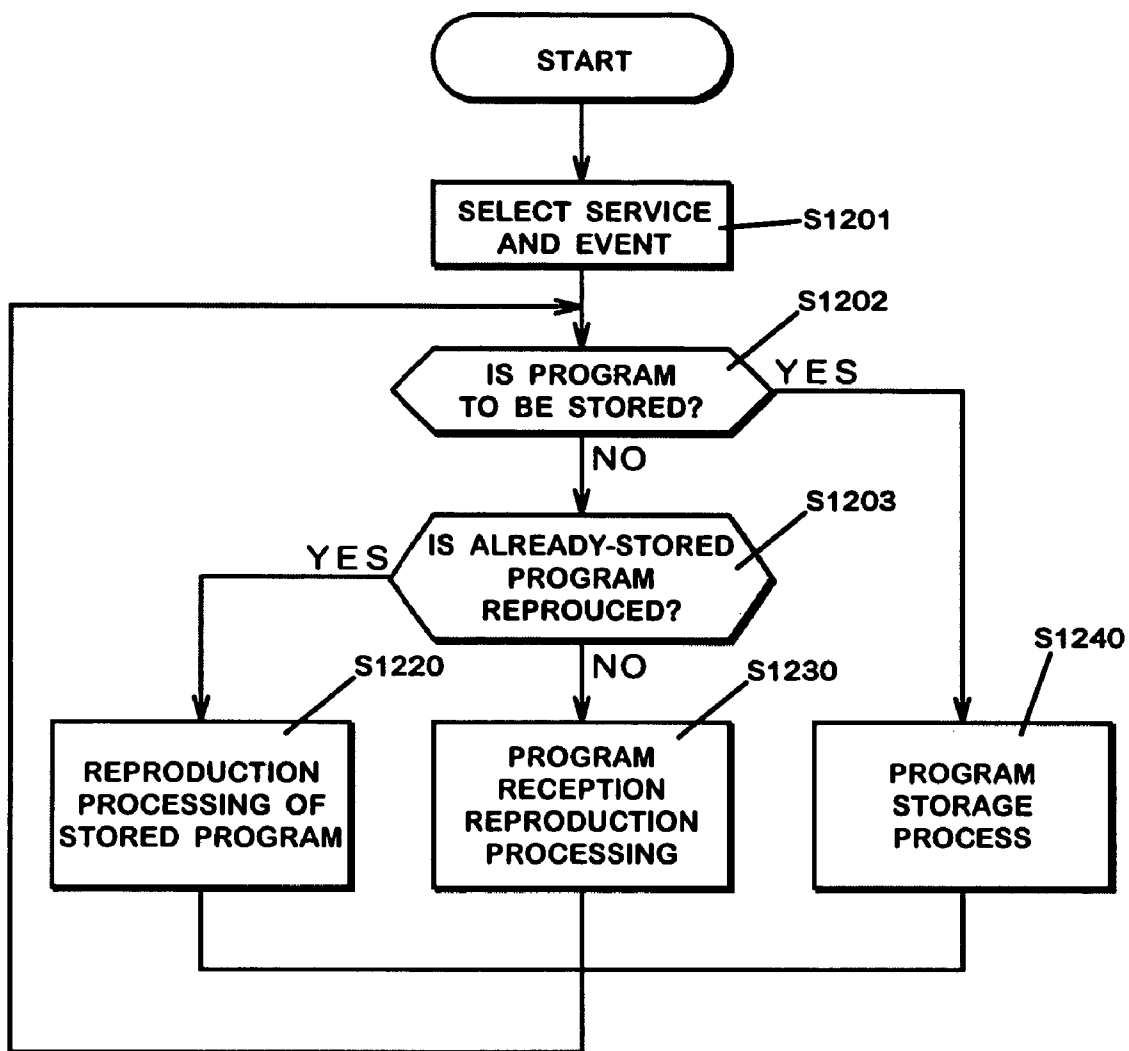 START
SELECT SERVICE
AND EVENT
S1201
S1202
IS PROGRAM
TO BE STORED?
YES
NO
S1203
IS ALREADY-STORED
PROGRAM
REPROUCED?
YES
NO
S1220
S1230
S1240
REPRODUCTION
PROCESSING OF
STORED PROGRAM
PROGRAM
RECEPTION
REPRODUCTION
PROCESSING
PROGRAM
STORAGE
PROCESS